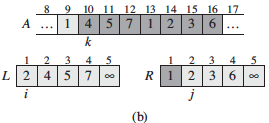 8 9 10 11 12 13 14 15 16 17
A … 1 4 5 7 1 2 3 6 …
k
1 2 3 4 5 1 2 3 4 5
L 2 4 5 7 ∞ R 1 2 3 6 ∞
i j
(b)